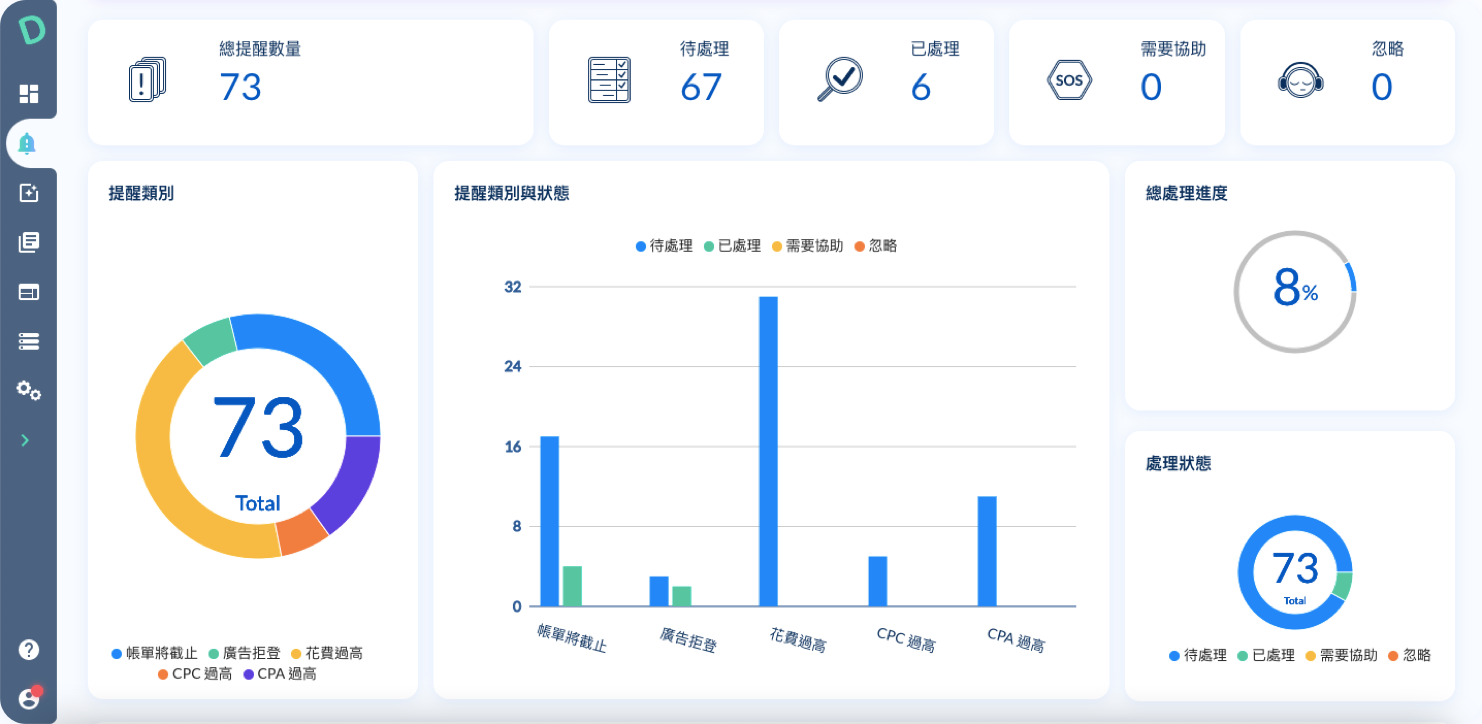 總提醒數量
73
待處理
67
已處理
6
SOS
需要協助
0
忽略
0
提醒類別
73
Total
帳單將截止 廣告拒登 花費過高
CPC 過高 CPA 過高
提醒類別與狀態
待處理 已處理 需要協助 忽略
32
24
16
8
0
帳單將截止 廣告拒登 花費過高 CPC 過高 CPA 過高
總處理進度
8%
處理狀態
73
Total
待處理 已處理 需要協助 忽略